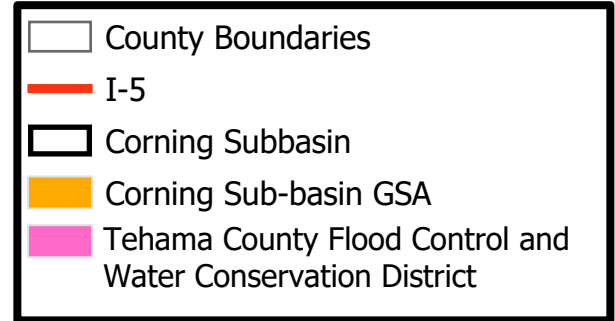 County Boundaries
I-5
Corning Subbasin
Corning Sub-basin GSA
Tehama County Flood Control and
Water Conservation District